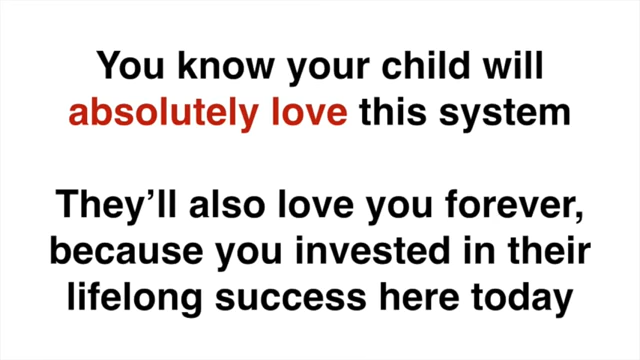 You know your child will
absolutely love this system
They’ll also love you forever,
because you invested in their
lifelong success here today